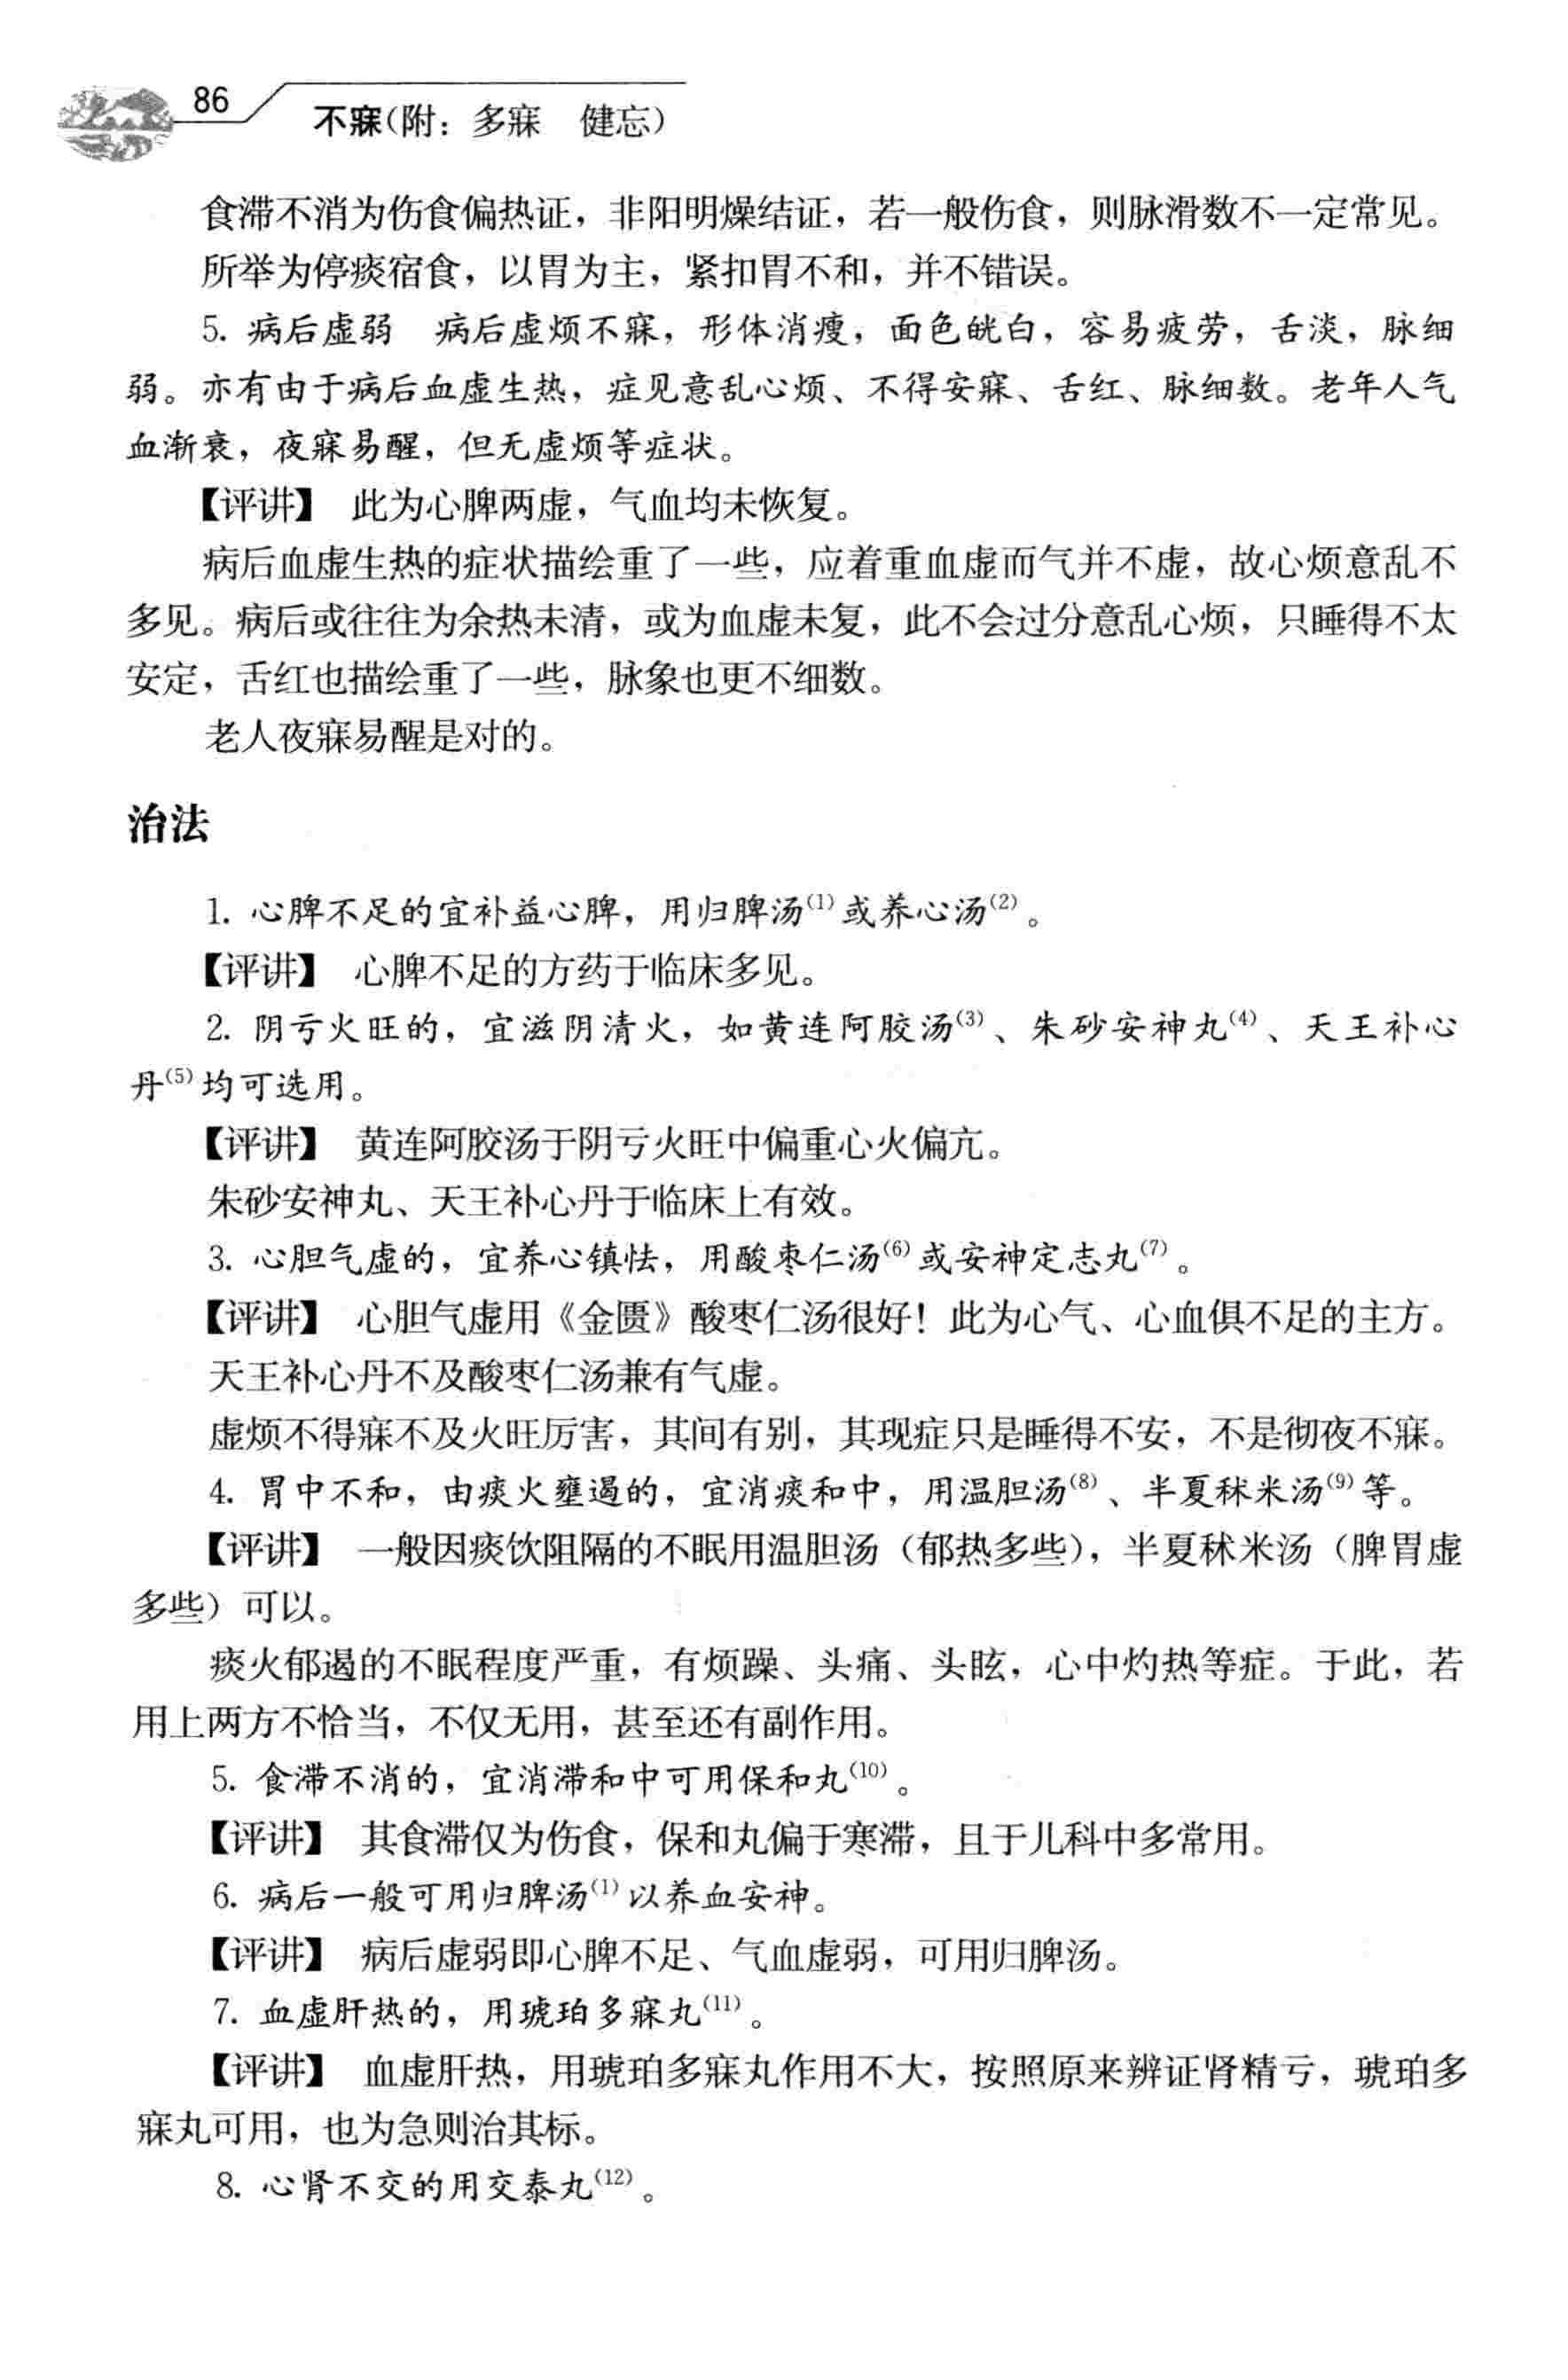 86
不寐(附：多寐　健忘)
食滞不消为伤食偏热证，非阳明燥结证，若一般伤食，则脉滑数不一定常见。
所举为停痰宿食，以胃为主，紧扣胃不和，并不错误。
5. 病后虚弱　病后虚烦不寐，形体消瘦，面色㿠白，容易疲劳，舌淡，脉细
弱。亦有由于病后血虚生热，症见意乱心烦、不得安寐、舌红、脉细数。老年人气
血渐衰，夜寐易醒，但无虚烦等症状。
【评讲】　此为心脾两虚，气血均未恢复。
病后血虚生热的症状描绘重了一些，应着重血虚而气并不虚，故心烦意乱不
多见。病后或往往为余热未清，或为血虚未复，此不会过分意乱心烦，只睡得不太
安定，舌红也描绘重了一些，脉象也更不细数。
老人夜寐易醒是对的。
治法
1. 心脾不足的宜补益心脾，用归脾汤⁽¹⁾或养心汤⁽²⁾。
【评讲】　心脾不足的方药于临床多见。
2. 阴亏火旺的，宜滋阴清火，如黄连阿胶汤⁽³⁾、朱砂安神丸⁽⁴⁾、天王补心
丹⁽⁵⁾均可选用。
【评讲】　黄连阿胶汤于阴亏火旺中偏重心火偏亢。
朱砂安神丸、天王补心丹于临床上有效。
3. 心胆气虚的，宜养心镇怯，用酸枣仁汤⁽⁶⁾或安神定志丸⁽⁷⁾。
【评讲】　心胆气虚用《金匮》酸枣仁汤很好！此为心气、心血俱不足的主方。
天王补心丹不及酸枣仁汤兼有气虚。
虚烦不得寐不及火旺厉害，其间有别，其现症只是睡得不安，不是彻夜不寐。
4. 胃中不和，由痰火壅遏的，宜消痰和中，用温胆汤⁽⁸⁾、半夏秫米汤⁽⁹⁾等。
【评讲】　一般因痰饮阻隔的不眠用温胆汤（郁热多些），半夏秫米汤（脾胃虚
多些）可以。
痰火郁遏的不眠程度严重，有烦躁、头痛、头眩，心中灼热等症。于此，若
用上两方不恰当，不仅无用，甚至还有副作用。
5. 食滞不消的，宜消滞和中可用保和丸⁽¹⁰⁾。
【评讲】　其食滞仅为伤食，保和丸偏于寒滞，且于儿科中多常用。
6. 病后一般可用归脾汤⁽¹⁾以养血安神。
【评讲】　病后虚弱即心脾不足、气血虚弱，可用归脾汤。
7. 血虚肝热的，用琥珀多寐丸⁽¹¹⁾。
【评讲】　血虚肝热，用琥珀多寐丸作用不大，按照原来辨证肾精亏，琥珀多
寐丸可用，也为急则治其标。
8. 心肾不交的用交泰丸⁽¹²⁾。